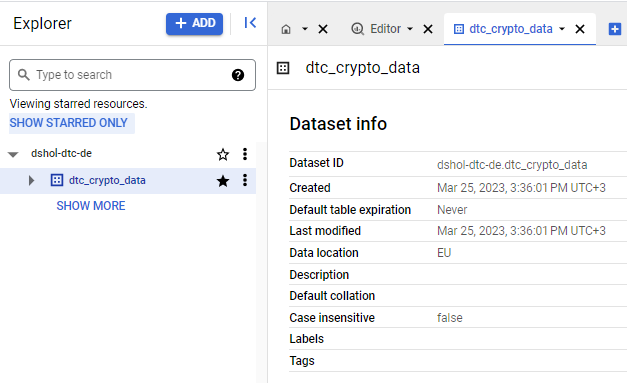 Explorer
+ ADD
Editor
dtc_crypto_data
Type to search
dtc_crypto_data
Viewing starred resources.
SHOW STARRED ONLY
Dataset info
dshol-dtc-de
dtc_crypto_data
SHOW MORE
Dataset ID dshol-dtc-de.dtc_crypto_data
Created Mar 25, 2023, 3:36:01 PM UTC+3
Default table expiration Never
Last modified Mar 25, 2023, 3:36:01 PM UTC+3
Data location EU
Description
Default collation
Case insensitive false
Labels
Tags